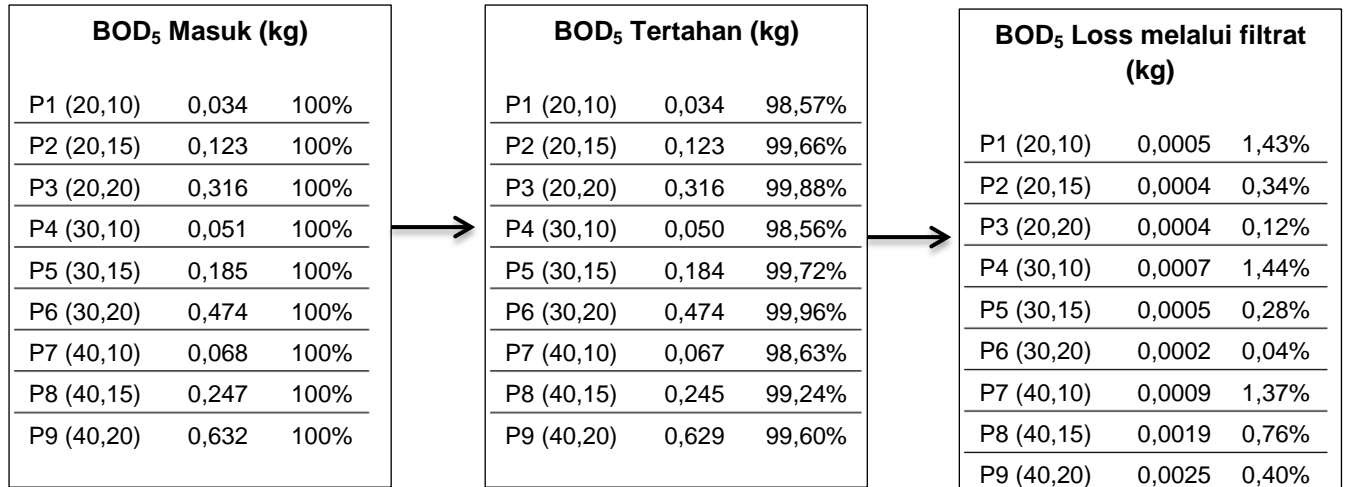 BOD₅ Masuk (kg)
P1 (20,10) 0,034 100%
P2 (20,15) 0,123 100%
P3 (20,20) 0,316 100%
P4 (30,10) 0,051 100%
P5 (30,15) 0,185 100%
P6 (30,20) 0,474 100%
P7 (40,10) 0,068 100%
P8 (40,15) 0,247 100%
P9 (40,20) 0,632 100%
BOD₅ Tertahan (kg)
P1 (20,10) 0,034 98,57%
P2 (20,15) 0,123 99,66%
P3 (20,20) 0,316 99,88%
P4 (30,10) 0,050 98,56%
P5 (30,15) 0,184 99,72%
P6 (30,20) 0,474 99,96%
P7 (40,10) 0,067 98,63%
P8 (40,15) 0,245 99,24%
P9 (40,20) 0,629 99,60%
BOD₅ Loss melalui filtrat
(kg)
P1 (20,10) 0,0005 1,43%
P2 (20,15) 0,0004 0,34%
P3 (20,20) 0,0004 0,12%
P4 (30,10) 0,0007 1,44%
P5 (30,15) 0,0005 0,28%
P6 (30,20) 0,0002 0,04%
P7 (40,10) 0,0009 1,37%
P8 (40,15) 0,0019 0,76%
P9 (40,20) 0,0025 0,40%